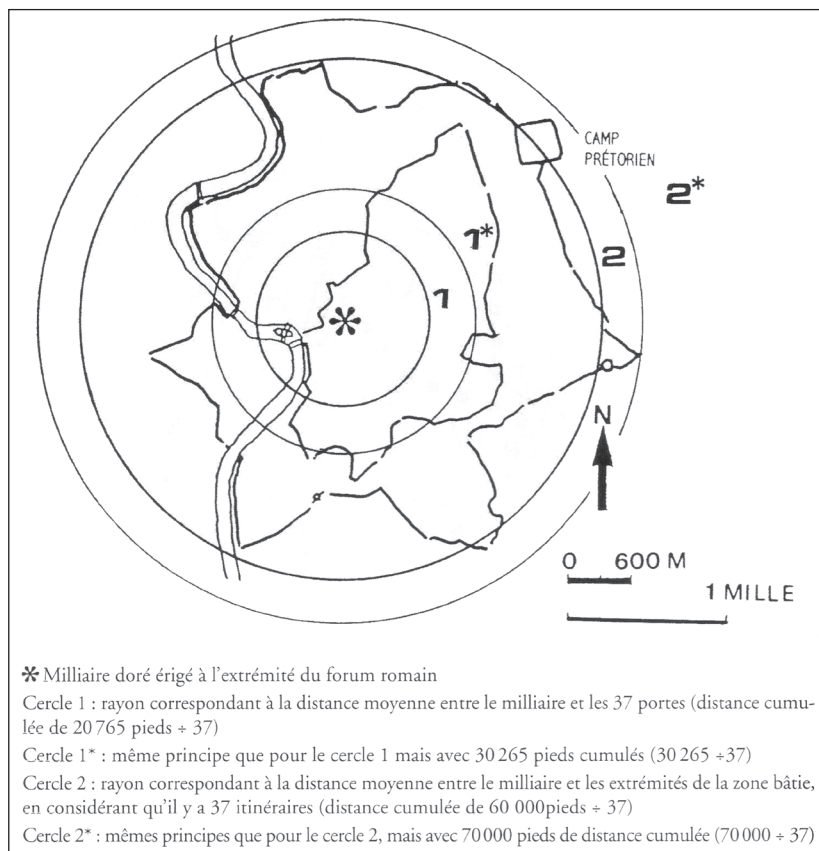 CAMP
PRÉTORIEN
2*
1*
2
1
N
0 600 M
1 MILLE
* Milliaire doré érigé à l'extrémité du forum romain
Cercle 1 : rayon correspondant à la distance moyenne entre le milliaire et les 37 portes (distance cumu-
lée de 20 765 pieds ÷ 37)
Cercle 1* : même principe que pour le cercle 1 mais avec 30 265 pieds cumulés (30 265 ÷37)
Cercle 2 : rayon correspondant à la distance moyenne entre le milliaire et les extrémités de la zone bâtie,
en considérant qu'il y a 37 itinéraires (distance cumulée de 60 000pieds ÷ 37)
Cercle 2* : mêmes principes que pour le cercle 2, mais avec 70 000 pieds de distance cumulée (70 000 ÷ 37)